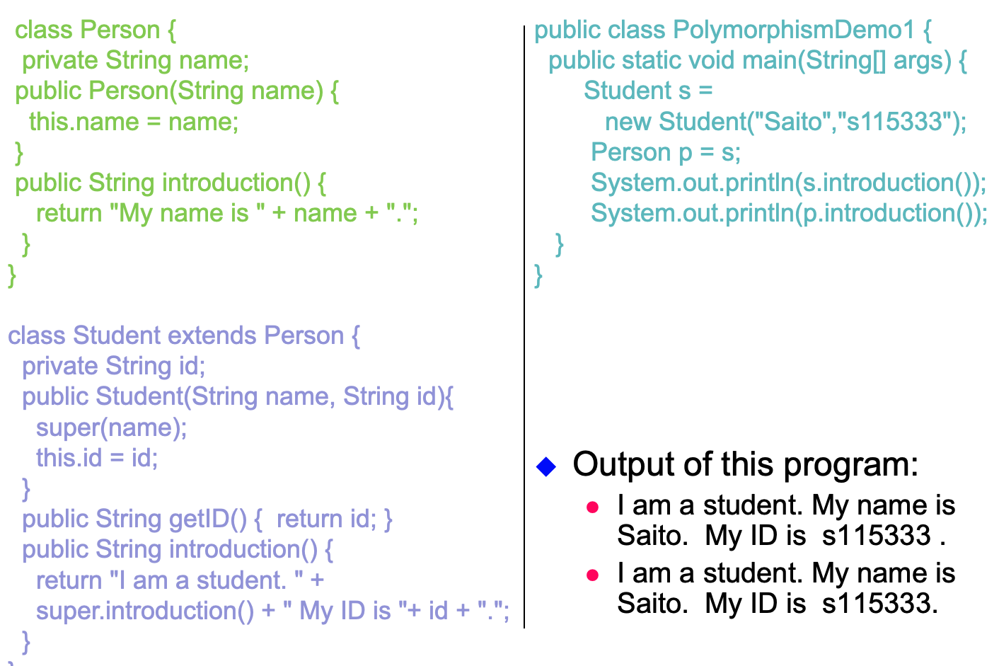 class Person {
private String name;
public Person(String name) {
this.name = name;
}
public String introduction() {
return "My name is " + name + ".";
}
}
class Student extends Person {
private String id;
public Student(String name, String id){
super(name);
this.id = id;
}
public String getID() {  return id; }
public String introduction() {
return "I am a student. " +
super.introduction() + " My ID is "+ id + ".";
}
}
public class PolymorphismDemo1 {
public static void main(String[] args) {
Student s =
new Student("Saito","s115333");
Person p = s;
System.out.println(s.introduction());
System.out.println(p.introduction());
}
}
Output of this program:
I am a student. My name is
Saito.  My ID is  s115333 .
I am a student. My name is
Saito.  My ID is  s115333.